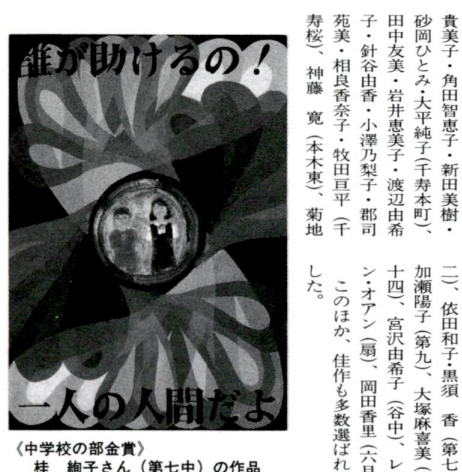 貴美子・角田智恵子・新田美樹・
砂岡ひとみ・大平純子(千寿本町)、
田中友美・岩井恵美子・渡辺由希
子・針谷由香・小澤乃梨子・郡司
苑美・相良香奈子・牧田亘平(千
寿桜)、神藤 寛(本木東)、菊地
誰が助けるの!
一人の人間だよ
《中学校の部金賞》
桂 絢子さん(第七中)の作品
二)、依田和子・黒須 香(第七)、
加瀬陽子(第九)、大塚麻喜美(
十四)、宮沢由希子(谷中)、レ
ン・オアン(扇)、岡田香里(六月
このほか、佳作も多数選ばれ
した。